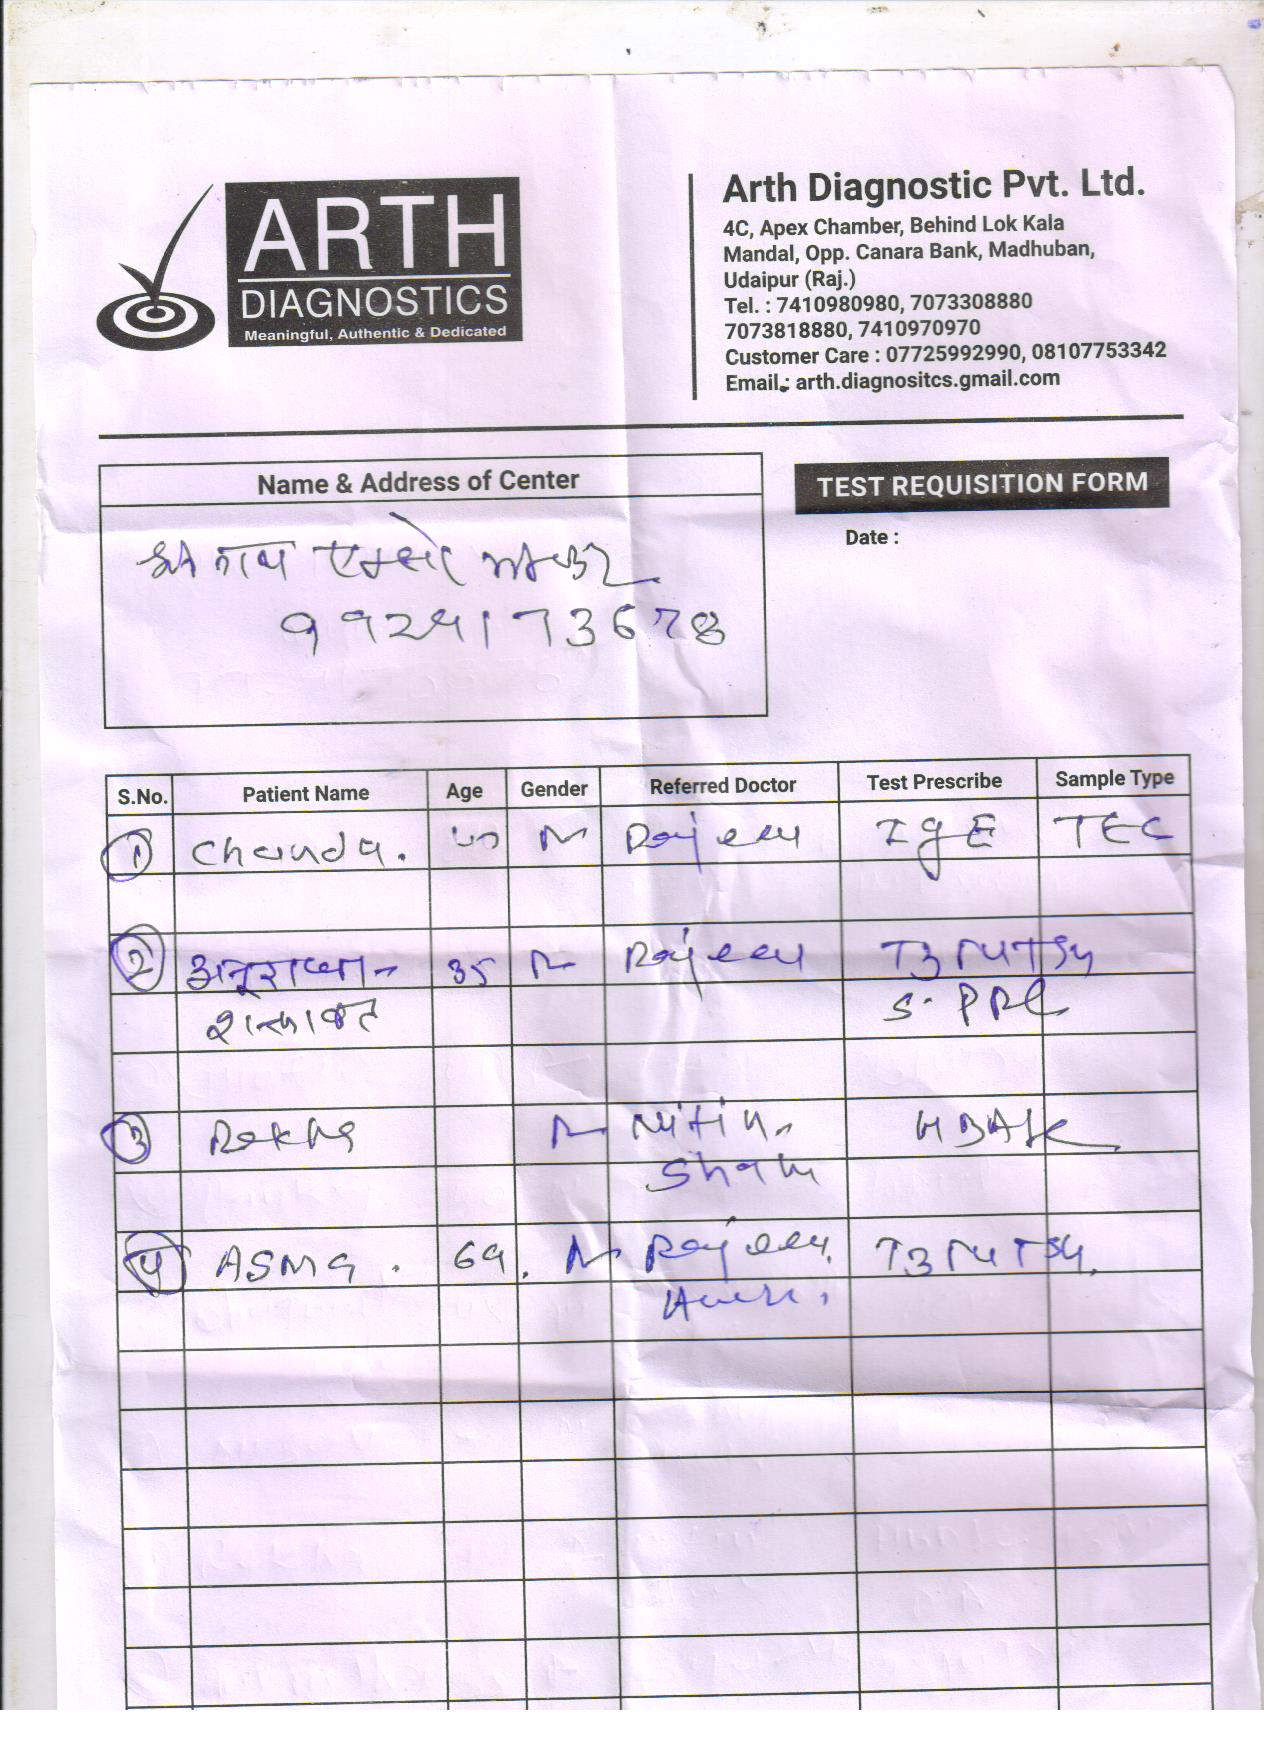 ARTH
DIAGNOSTICS
Meaningful, Authentic & Dedicated
Arth Diagnostic Pvt. Ltd.
4C, Apex Chamber, Behind Lok Kala
Mandal, Opp. Canara Bank, Madhuban,
Udaipur (Raj.)
Tel. : 7410980980, 7073308880
7073818880, 7410970970
Customer Care : 07725992990, 08107753342
Email.: arth.diagnositcs.gmail.com
Name & Address of Center
TEST REQUISITION FORM
Date :
S.No. Patient Name Age Gender Referred Doctor Test Prescribe Sample Type
1 Chanda. Rajeev IgE TEC
2 35 Rajeev T3 T4 TSH
S. PRL
3 Rekha Nitin
Shah HBA1c
4 ASMA . 69. Rajeev T3 T4 TSH.